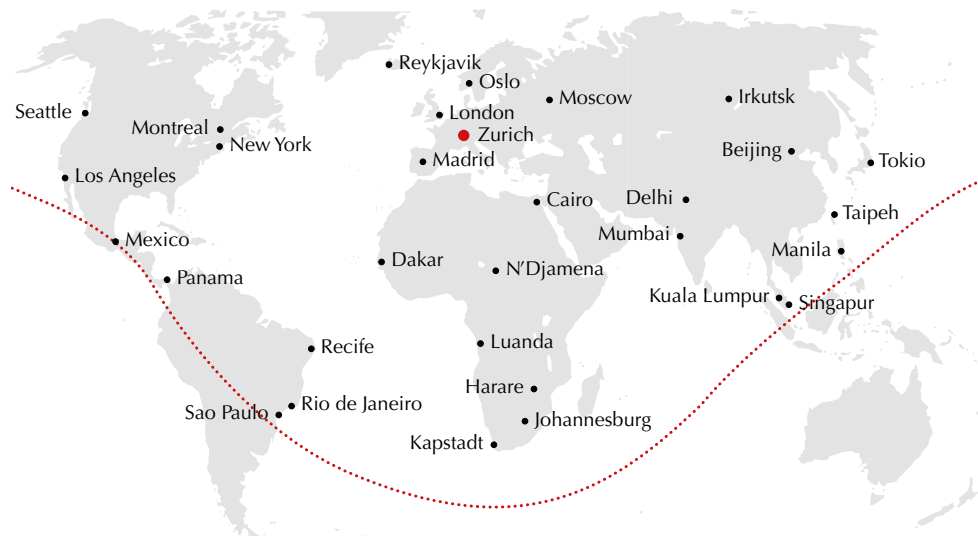 Reykjavik
Oslo
Seattle
Moscow
Irkutsk
London
Montreal
Zurich
New York
Beijing
Madrid
Tokio
Los Angeles
Cairo
Delhi
Taipeh
Mexico
Mumbai
Manila
Dakar
N'Djamena
Panama
Kuala Lumpur
Singapur
Luanda
Recife
Harare
Rio de Janeiro
Sao Paulo
Johannesburg
Kapstadt